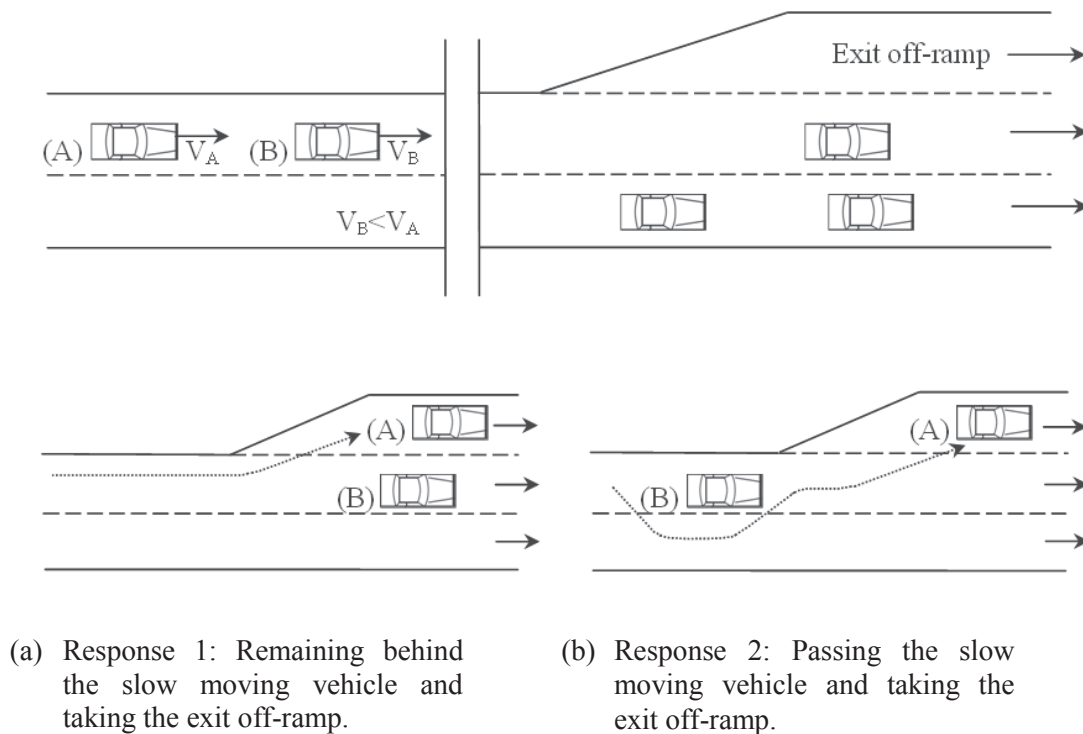 Exit off-ramp
(A) V_A (B) V_B
V_B<V_A
(A)
(B)
(A)
(B)
(a) Response 1: Remaining behind
the slow moving vehicle and
taking the exit off-ramp.
(b) Response 2: Passing the slow
moving vehicle and taking the
exit off-ramp.